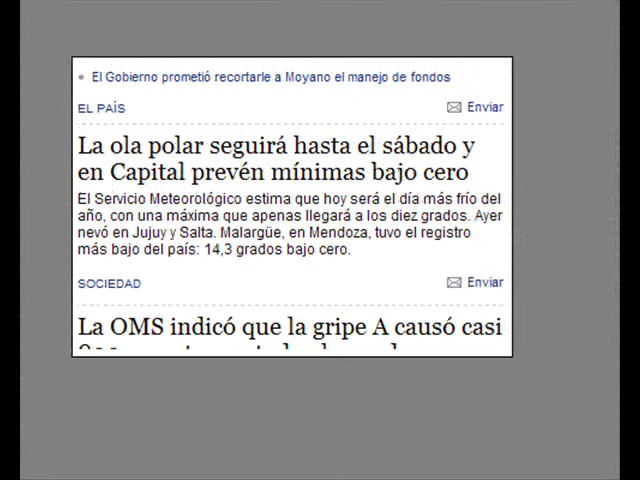 El Gobierno prometió recortarle a Moyano el manejo de fondos
EL PAÍS
Enviar
La ola polar seguirá hasta el sábado y
en Capital prevén mínimas bajo cero
El Servicio Meteorológico estima que hoy será el día más frío del
año, con una máxima que apenas llegará a los diez grados. Ayer
nevó en Jujuy y Salta. Malargüe, en Mendoza, tuvo el registro
más bajo del país: 14,3 grados bajo cero.
SOCIEDAD
Enviar
La OMS indicó que la gripe A causó casi